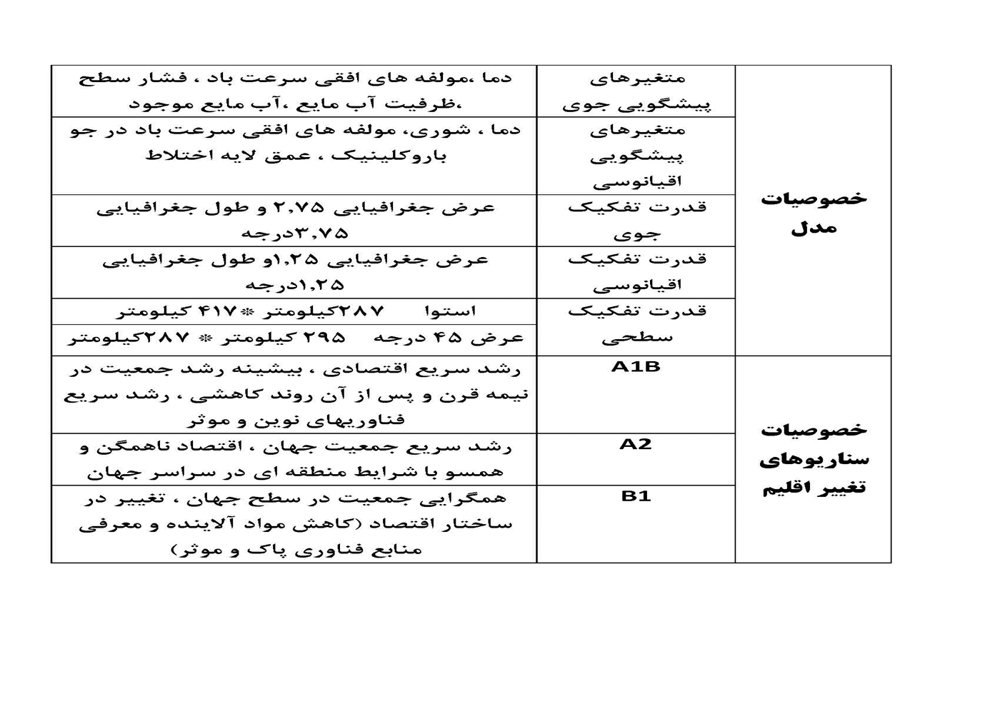 خصوصیات
مدل
متغیرهای
پیشگویی جوی
دما ،مولفه های افقی سرعت باد ، فشار سطح
،ظرفیت آب مایع ،آب مایع موجود
متغیرهای
پیشگویی
اقیانوسی
دما ، شوری، مولفه های افقی سرعت باد در جو
باروکلینیک ، عمق لایه اختلاط
قدرت تفکیک
جوی
عرض جغرافیایی ۲,۷۵ و طول جغرافیایی
۳,۷۵درجه
قدرت تفکیک
اقیانوسی
عرض جغرافیایی ۱,۲۵و طول جغرافیایی
۱,۲۵درجه
قدرت تفکیک
سطحی
استوا ۲۸۷کیلومتر *۴۱۷ کیلومتر
عرض ۴۵ درجه ۲۹۵ کیلومتر * ۲۸۷کیلومتر
خصوصیات
سناریوهای
تغییر اقلیم
A1B
رشد سریع اقتصادی ، بیشینه رشد جمعیت در
نیمه قرن و پس از آن روند کاهشی ، رشد سریع
فناوریهای نوین و موثر
A2
رشد سریع جمعیت جهان ، اقتصاد ناهمگن و
همسو با شرایط منطقه ای در سراسر جهان
B1
همگرایی جمعیت در سطح جهان ، تغییر در
ساختار اقتصاد (کاهش مواد آلاینده و معرفی
منابع فناوری پاک و موثر)